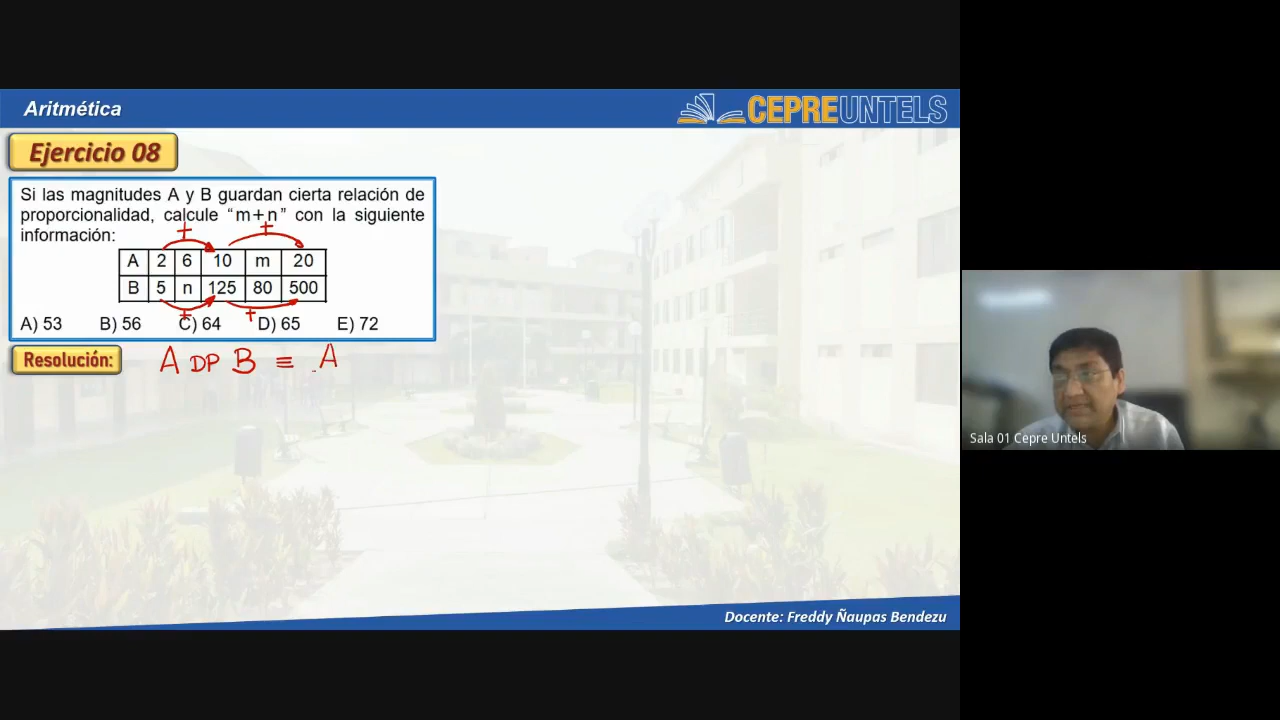 Aritmética
CEPREUNTELS
Ejercicio 08
Si las magnitudes A y B guardan cierta relación de
proporcionalidad, calcule “m+n” con la siguiente
información:
+ +
A 2 6 10 m 20
B 5 n 125 80 500
+ +
A) 53 B) 56 C) 64 D) 65 E) 72
Resolución: A DP B ≡ A
Sala 01 Cepre Untels
Docente: Freddy Ñaupas Bendezu